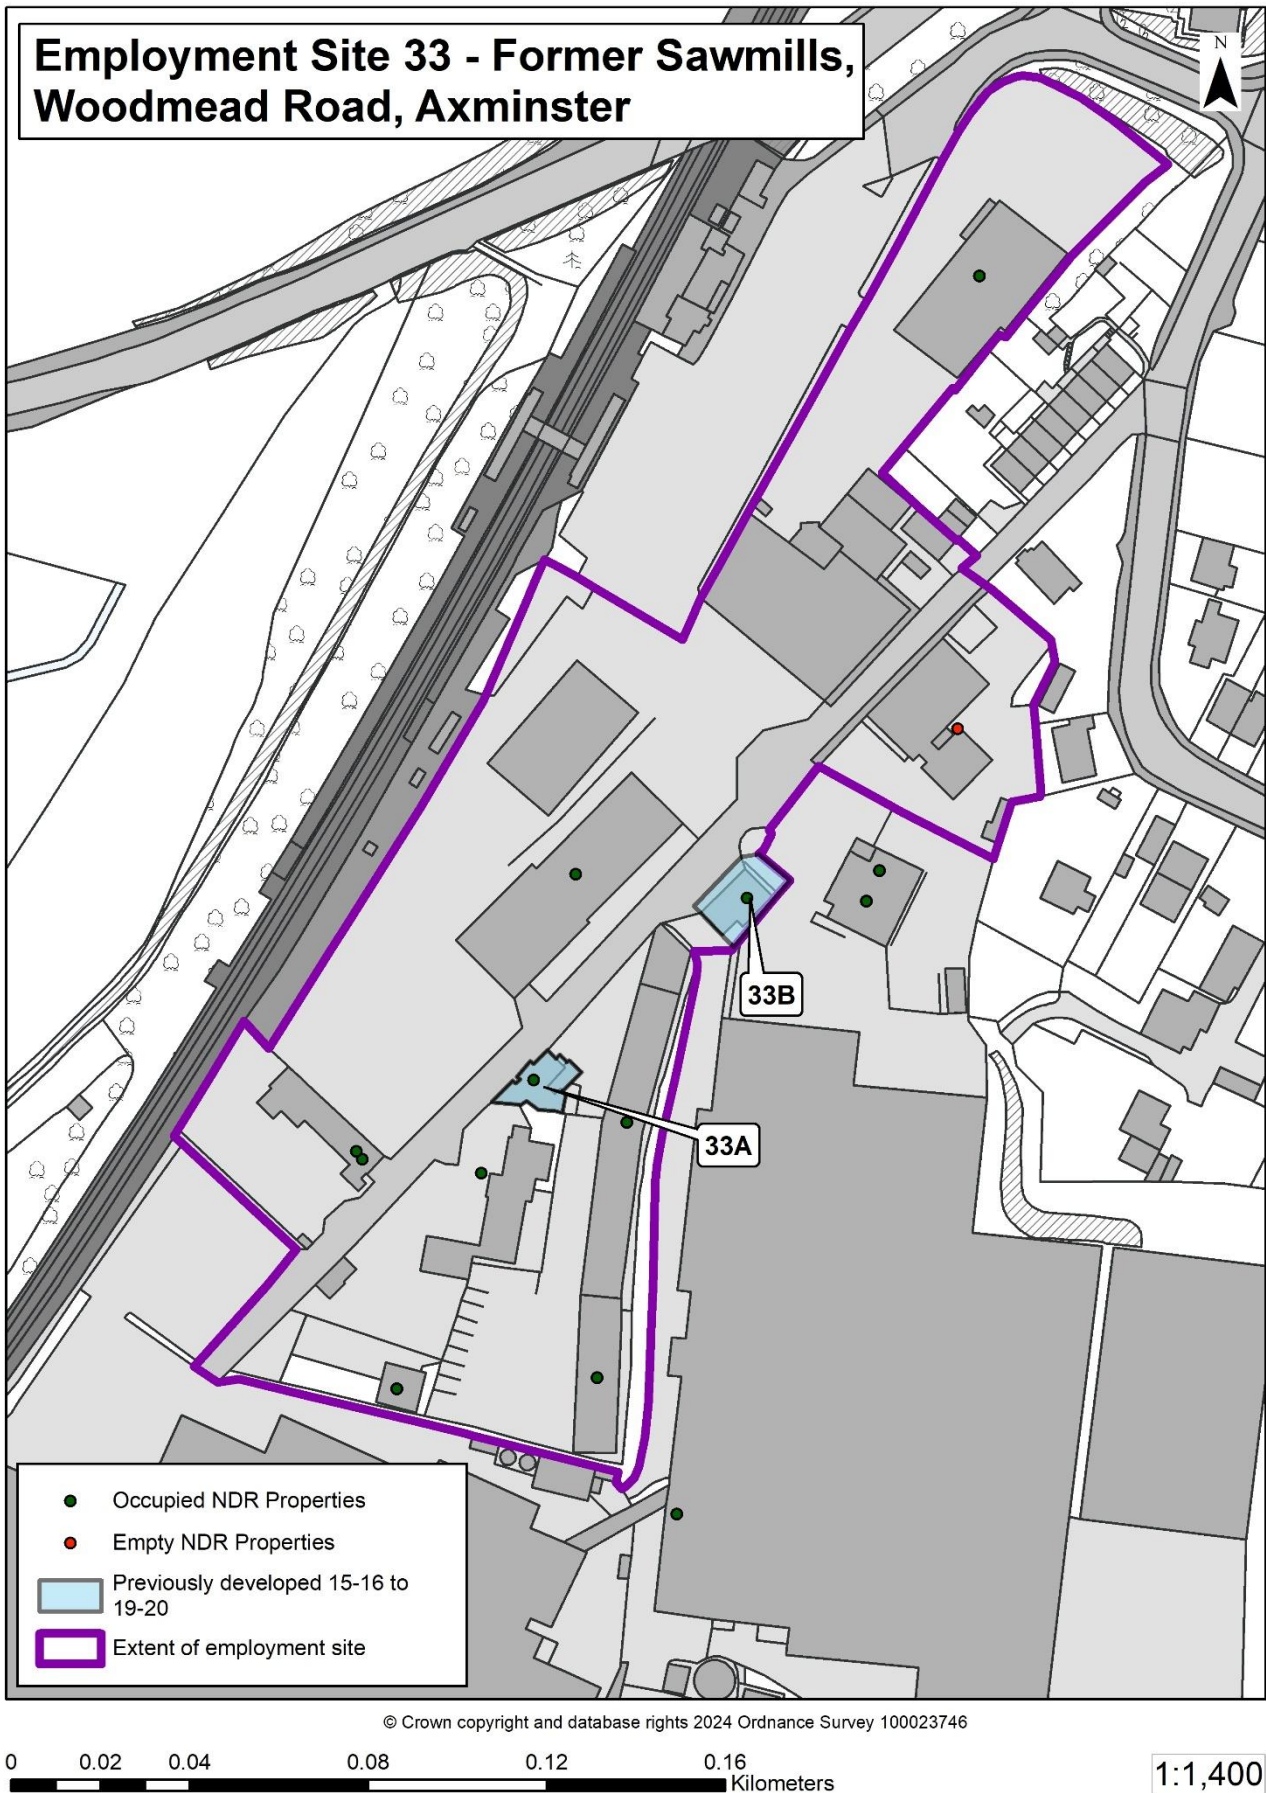 Employment Site 33 - Former Sawmills,
Woodmead Road, Axminster
N
33B
33A
Occupied NDR Properties
Empty NDR Properties
Previously developed 15-16 to
19-20
Extent of employment site
© Crown copyright and database rights 2024 Ordnance Survey 100023746
0 0.02 0.04 0.08 0.12 0.16
Kilometers
1:1,400